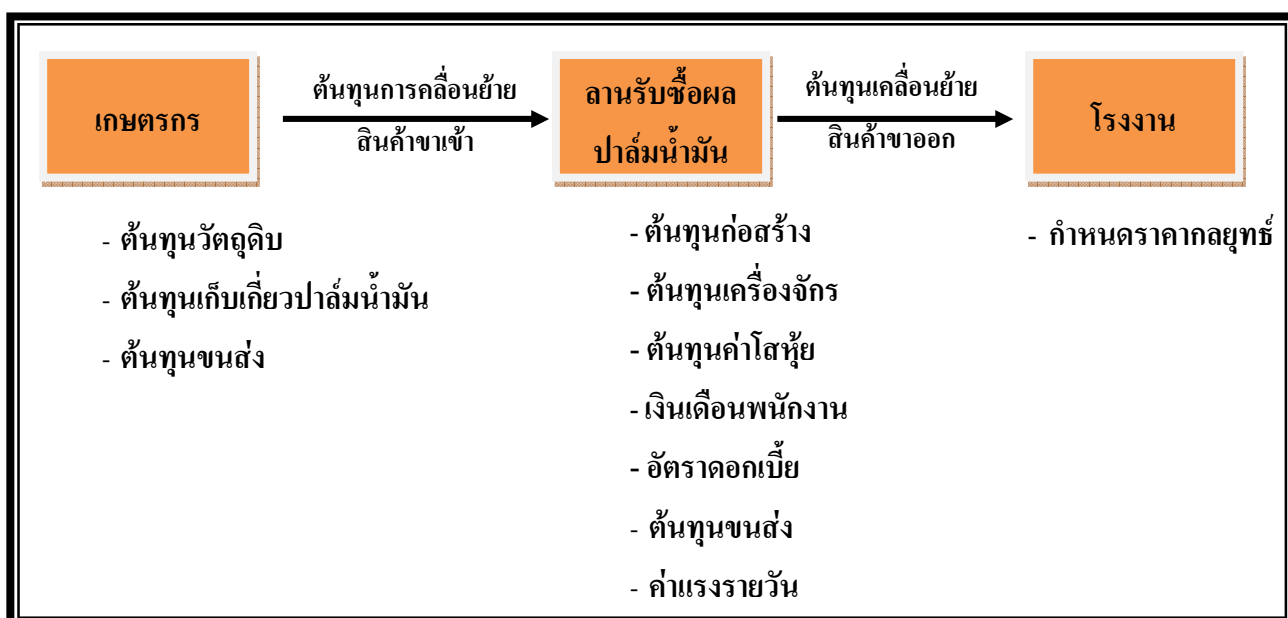 เกษตรกร
ต้นทุนการคลื่อนย้าย
สินค้าขาเข้า
ลานรับซื้อผล
ปาล์มน้ำมัน
ต้นทุนเคลื่อนย้าย
สินค้าขาออก
โรงงาน
- ต้นทุนวัตถุดิบ
- ต้นทุนเก็บเกี่ยวปาล์มน้ำมัน
- ต้นทุนขนส่ง
- ต้นทุนก่อสร้าง
- ต้นทุนเครื่องจักร
- ต้นทุนค่าโสหุ้ย
- เงินเดือนพนักงาน
- อัตราดอกเบี้ย
- ต้นทุนขนส่ง
- ค่าแรงรายวัน
- กำหนดราคากลยุทธ์